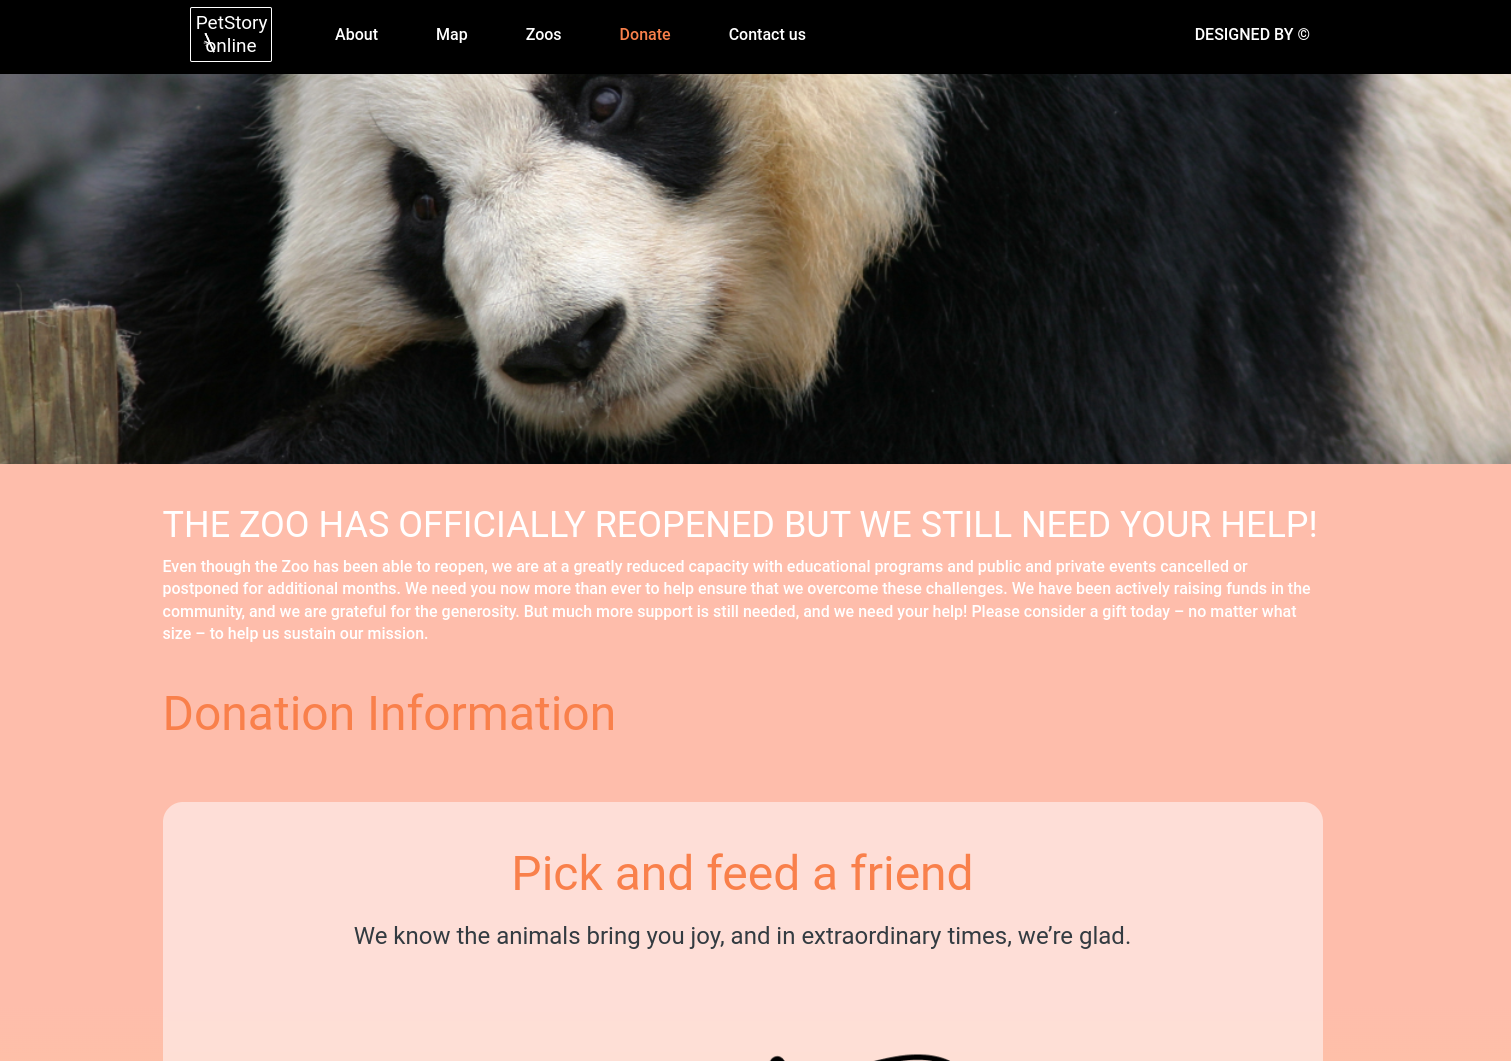 PetStory
online
About Map Zoos Donate Contact us DESIGNED BY ©
THE ZOO HAS OFFICIALLY REOPENED BUT WE STILL NEED YOUR HELP!
Even though the Zoo has been able to reopen, we are at a greatly reduced capacity with educational programs and public and private events cancelled or
postponed for additional months. We need you now more than ever to help ensure that we overcome these challenges. We have been actively raising funds in the
community, and we are grateful for the generosity. But much more support is still needed, and we need your help! Please consider a gift today – no matter what
size – to help us sustain our mission.
Donation Information
Pick and feed a friend
We know the animals bring you joy, and in extraordinary times, we’re glad.